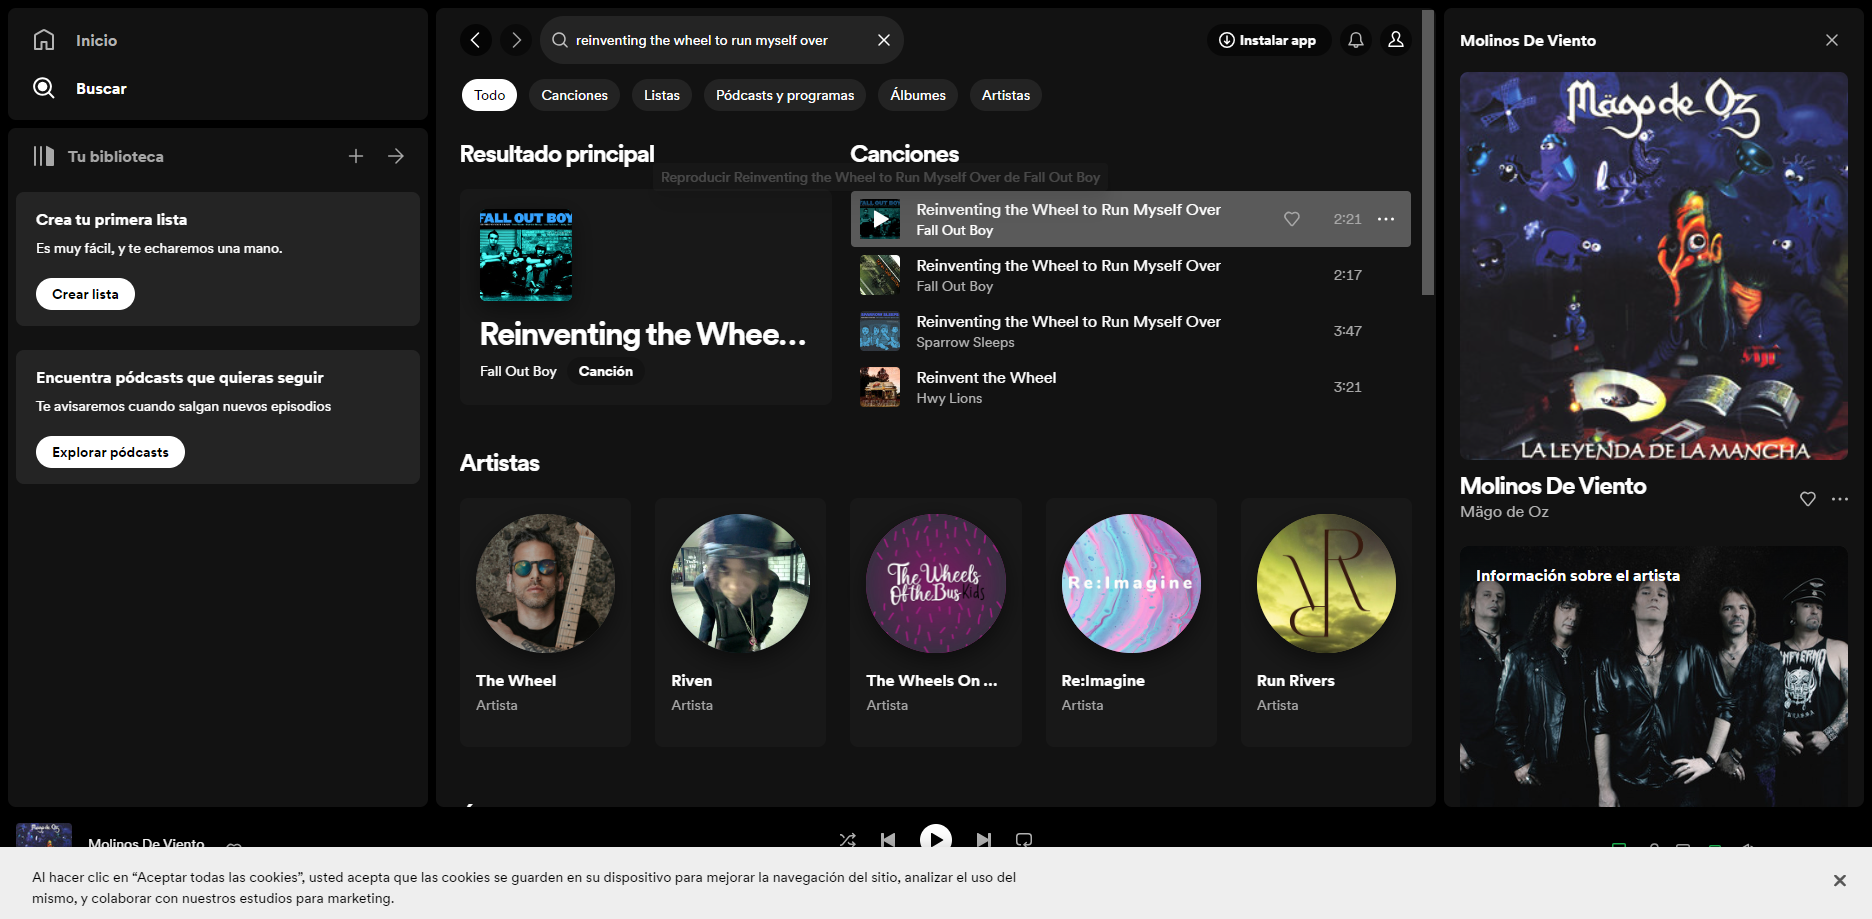 Inicio
Buscar
Tu biblioteca
Crea tu primera lista
Es muy fácil, y te echaremos una mano.
Crear lista
Encuentra pódcasts que quieras seguir
Te avisaremos cuando salgan nuevos episodios
Explorar pódcasts
reinventing the wheel to run myself over
Instalar app
Todo
Canciones
Listas
Pódcasts y programas
Álbumes
Artistas
Resultado principal
FALL OUT BOY
Reinventing the Whee...
Fall Out Boy
Canción
Canciones
Reproducir Reinventing the Wheel to Run Myself Over de Fall Out Boy
Reinventing the Wheel to Run Myself Over
Fall Out Boy
2:21
Reinventing the Wheel to Run Myself Over
Fall Out Boy
2:17
Reinventing the Wheel to Run Myself Over
Sparrow Sleeps
3:47
Reinvent the Wheel
Hwy Lions
3:21
Artistas
The Wheel
Artista
Riven
Artista
The Wheels
Of the Bus Kids
The Wheels On ...
Artista
Re:Imagine
Re:Imagine
Artista
Run Rivers
Artista
Molinos De Viento
Mägo de Oz
LA LEYENDA DE LA MANCHA
Molinos De Viento
Mägo de Oz
Información sobre el artista
Molinos De Viento
Al hacer clic en “Aceptar todas las cookies”, usted acepta que las cookies se guarden en su dispositivo para mejorar la navegación del sitio, analizar el uso del
mismo, y colaborar con nuestros estudios para marketing.